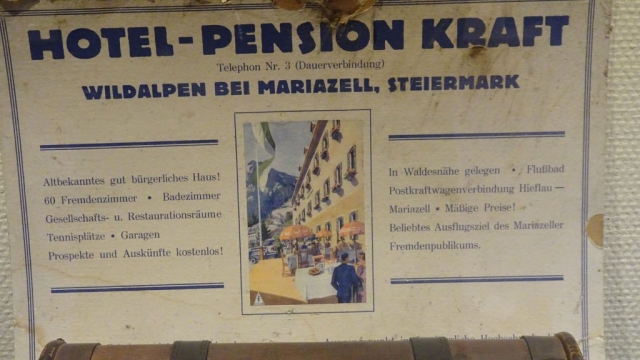 HOTEL-PENSION KRAFT
Telephon Nr. 3 (Dauerverbindung)
WILDALPEN BEI MARIAZELL, STEIERMARK
Altbekanntes gut bürgerliches Haus!
60 Fremdenzimmer • Badezimmer
Gesellschafts- u. Restaurationsräume
Tennisplätze • Garagen
Prospekte und Auskünfte kostenlos!
In Waldesnähe gelegen • Flußbad
Postkraftwagenverbindung Hieflau —
Mariazell • Mäßige Preise!
Beliebtes Ausflugsziel des Mariazeller
Fremdenpublikums.